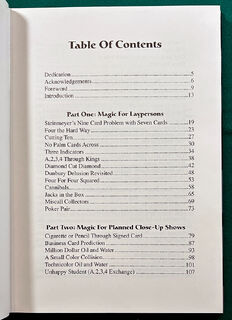 Table Of Contents
Dedication 5
Acknowledgements 6
Foreword 9
Introduction 13
Part One: Magic For Laypersons
Steinmeyer's Nine Card Problem with Seven Cards 19
Four the Hard Way 23
Cutting Ten 27
No Palm Cards Across 30
Three Indicators 34
A,2,3,4 Through Kings 38
Diamond Cut Diamond 42
Dunbury Delusion Revisited 48
Four For Four Squared 53
Cannibals 58
Jacks in the Box 65
Miscall Collectors 69
Poker Pair 73
Part Two: Magic For Planned Close-Up Shows
Cigarette or Pencil Through Signed Card 79
Business Card Prediction 87
Million Dollar Oil and Water 93
A Small Color Collision 98
Technicolor Oil and Water 101
Unhappy Student (A,2,3,4 Exchange) 107